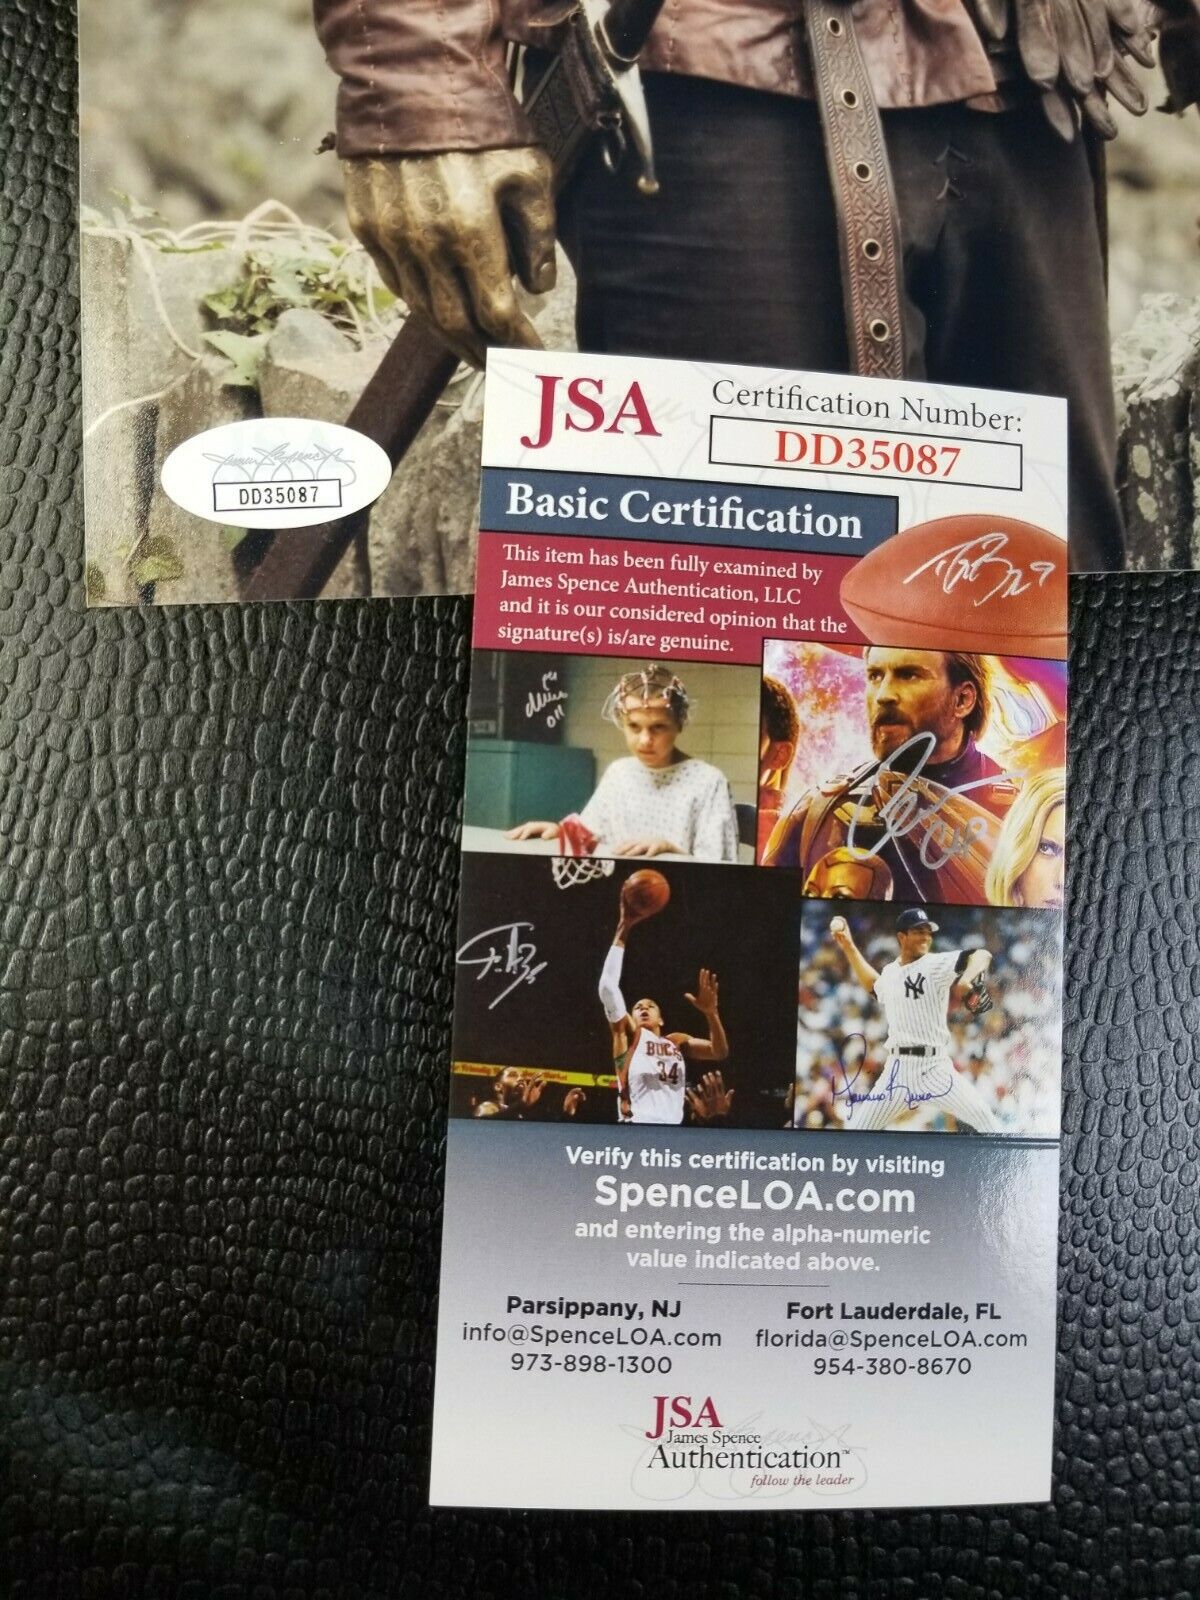 DD35087
JSA
Certification Number:
DD35087
Basic Certification
This item has been fully examined by
James Spence Authentication, LLC
and it is our considered opinion that the
signature(s) is/are genuine.
BUCKS
34
NY
Verify this certification by visiting
SpenceLOA.com
and entering the alpha-numeric
value indicated above.
Parsippany, NJ
info@SpenceLOA.com
973-898-1300
Fort Lauderdale, FL
florida@SpenceLOA.com
954-380-8670
JSA
James Spence
Authentication™
follow the leader